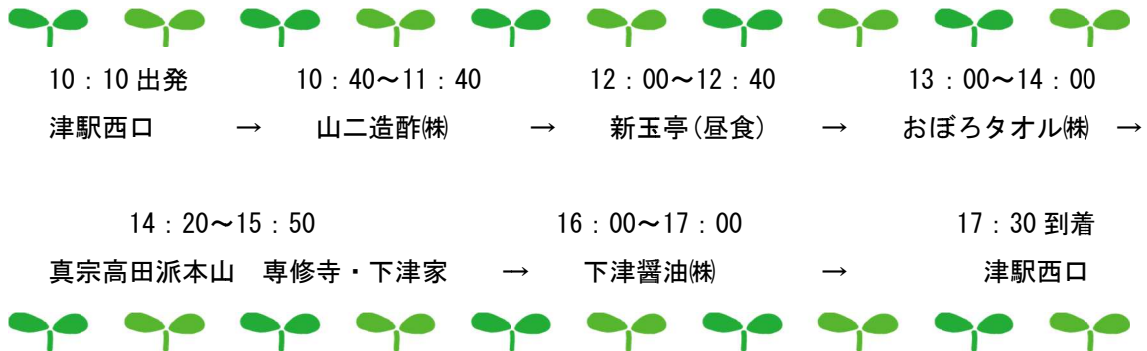 10：10 出発　10：40～11：40　12：00～12：40　13：00～14：00
津駅西口　→　山二造酢㈱　→　新玉亭（昼食）　→　おぼろタオル㈱　→
14：20～15：50　16：00～17：00　17：30 到着
真宗高田派本山　専修寺・下津家　→　下津醤油㈱　→　津駅西口